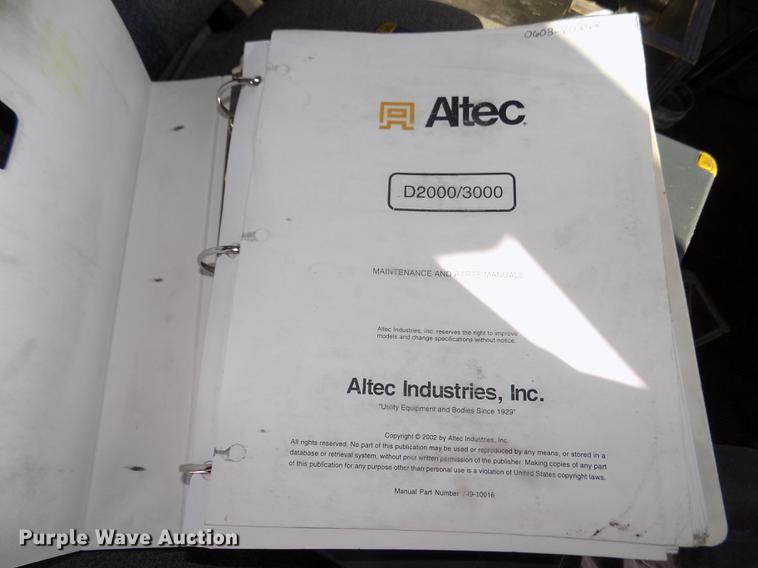 Altec
D2000/3000
MAINTENANCE AND PARTS MANUALS
Altec Industries, Inc. reserves the right to improve
models and change specifications without notice.
Altec Industries, Inc.
"Utility Equipment and Bodies Since 1929"
Copyright © 2002 by Altec Industries, Inc.
All rights reserved. No part of this publication may be used or reproduced by any means, or stored in a
database or retrieval system, without prior written permission of the publisher. Making copies of any part
of this publication for any purpose other than personal use is a violation of United States copyright laws.
Manual Part Number 749-10016
Purple Wave Auction